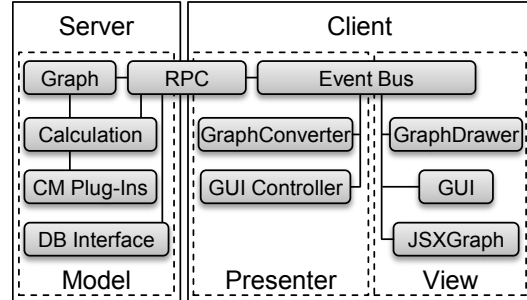 Server
Client
Graph
RPC
Event Bus
Calculation
GraphConverter
GraphDrawer
CM Plug-Ins
GUI Controller
GUI
DB Interface
JSXGraph
Model
Presenter
View